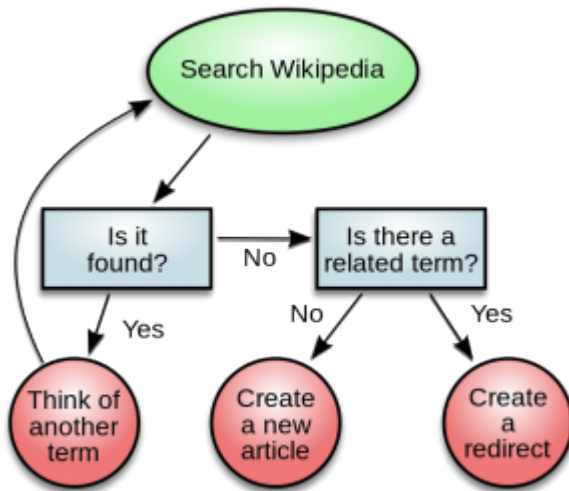 Search Wikipedia
Is it
found?
No
Is there a
related term?
Yes
No
Yes
Think of
another
term
Create
a new
article
Create
a
redirect